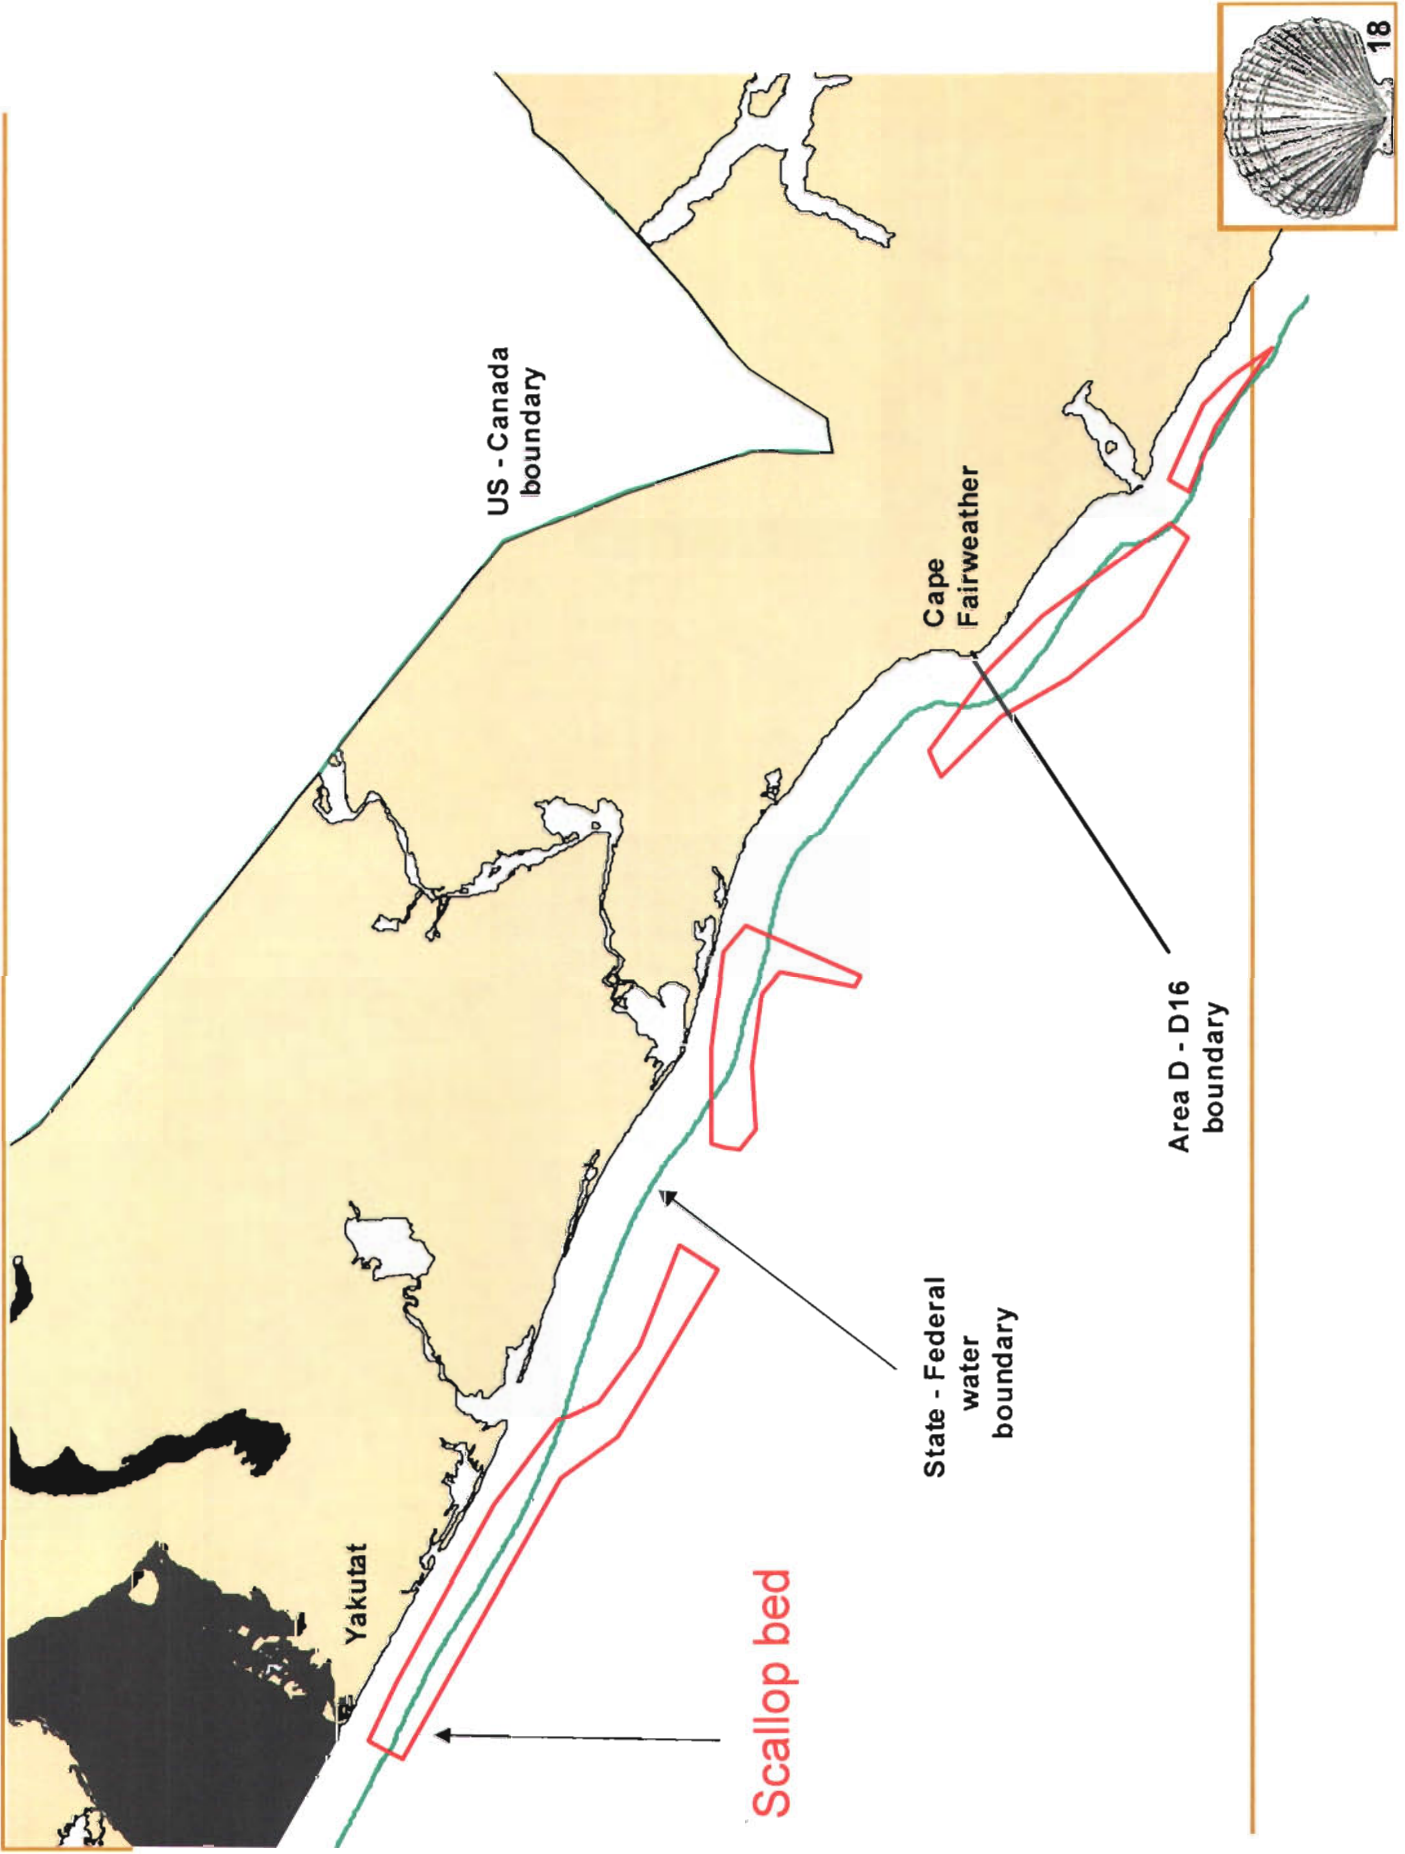 US - Canada
boundary
Cape
Fairweather
Yakutat
Area D - D16
boundary
State - Federal
water
boundary
Scallop bed
18